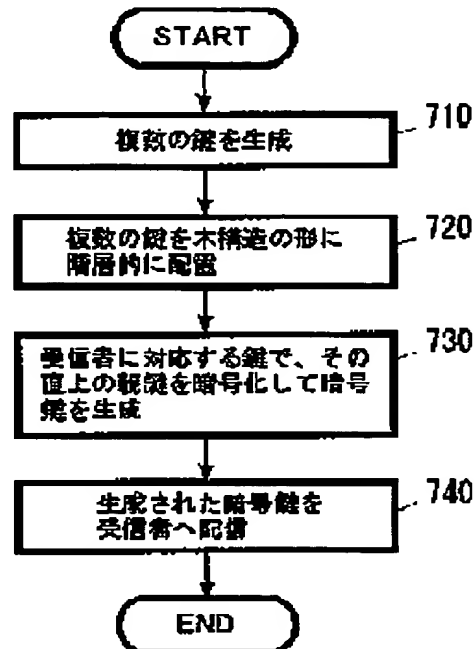 START
710
複数の鍵を生成
720
複数の鍵を木構造の形に
階層的に配置
730
受信者に対応する鍵で、その
直上の親鍵を暗号化して暗号
鍵を生成
740
生成された暗号鍵を
受信者へ配信
END